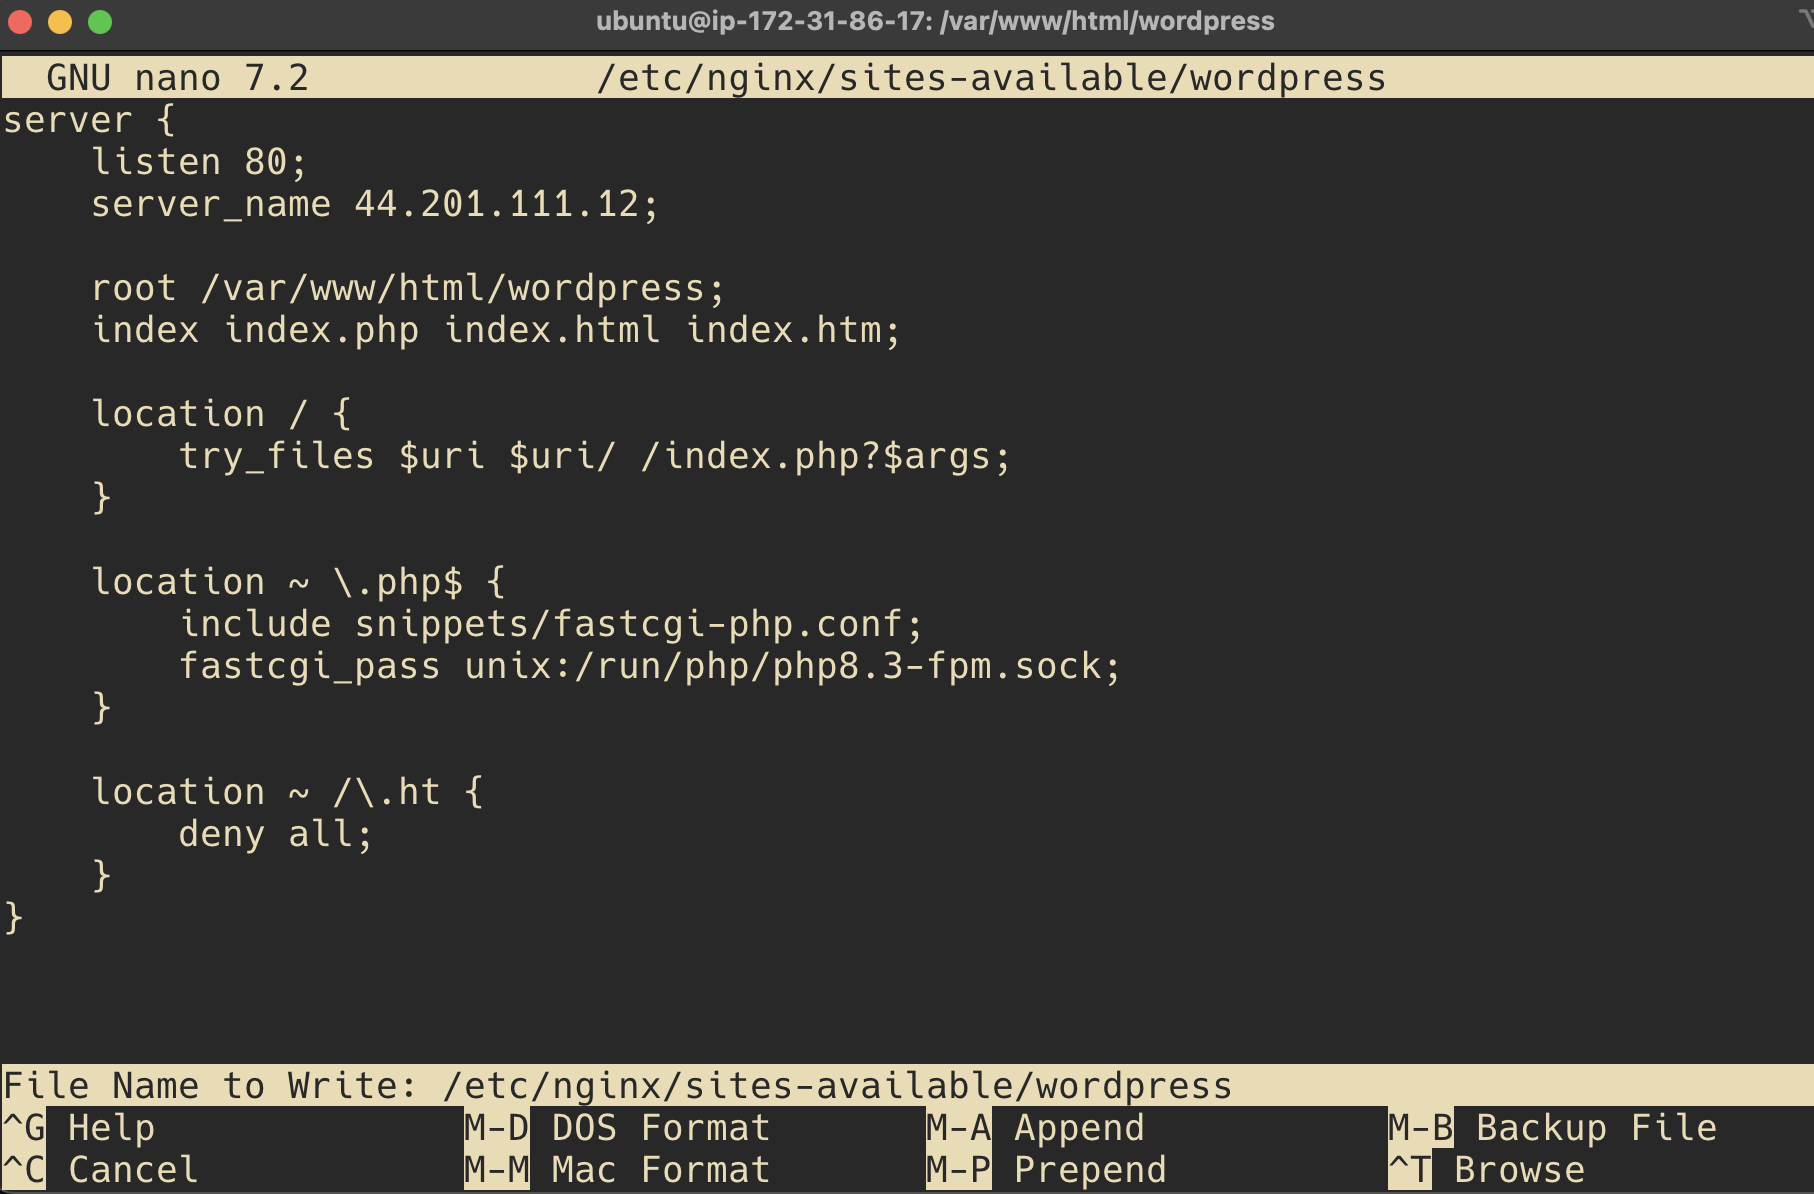 ubuntu@ip-172-31-86-17: /var/www/html/wordpress
GNU nano 7.2 /etc/nginx/sites-available/wordpress
server {
    listen 80;
    server_name 44.201.111.12;

    root /var/www/html/wordpress;
    index index.php index.html index.htm;

    location / {
        try_files $uri $uri/ /index.php?$args;
    }

    location ~ \.php$ {
        include snippets/fastcgi-php.conf;
        fastcgi_pass unix:/run/php/php8.3-fpm.sock;
    }

    location ~ /\.ht {
        deny all;
    }
}
File Name to Write: /etc/nginx/sites-available/wordpress
^G Help M-D DOS Format M-A Append M-B Backup File
^C Cancel M-M Mac Format M-P Prepend ^T Browse